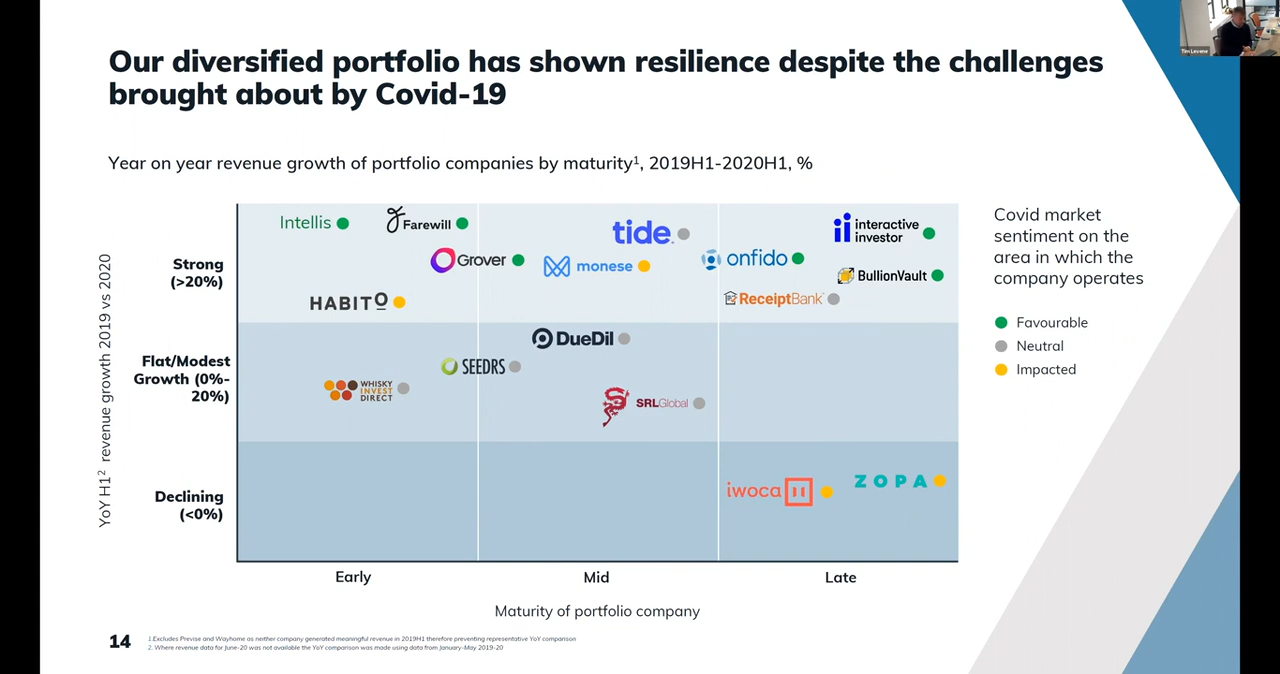 Our diversified portfolio has shown resilience despite the challenges
brought about by Covid-19
Tim Levene
Year on year revenue growth of portfolio companies by maturity¹, 2019H1-2020H1, %
YoY H1² revenue growth 2019 vs 2020
Strong
(>20%)
Intellis
Farewill
Grover
HABITO
tide
monese
onfido
ReceiptBank
interactive
investor
BullionVault
Flat/Modest
Growth (0%-
20%)
WHISKY
INVEST
DIRECT
SEEDRS
DueDil
SRLGlobal
Declining
(<0%)
iwoca
ZOPA
Early
Mid
Late
Maturity of portfolio company
Covid market
sentiment on the
area in which the
company operates
Favourable
Neutral
Impacted
14
1.Excludes Previse and Wayhome as neither company generated meaningful revenue in 2019H1 therefore preventing representative YoY comparison
2. Where revenue data for June-20 was not available the YoY comparison was made using data from January-May 2019-20